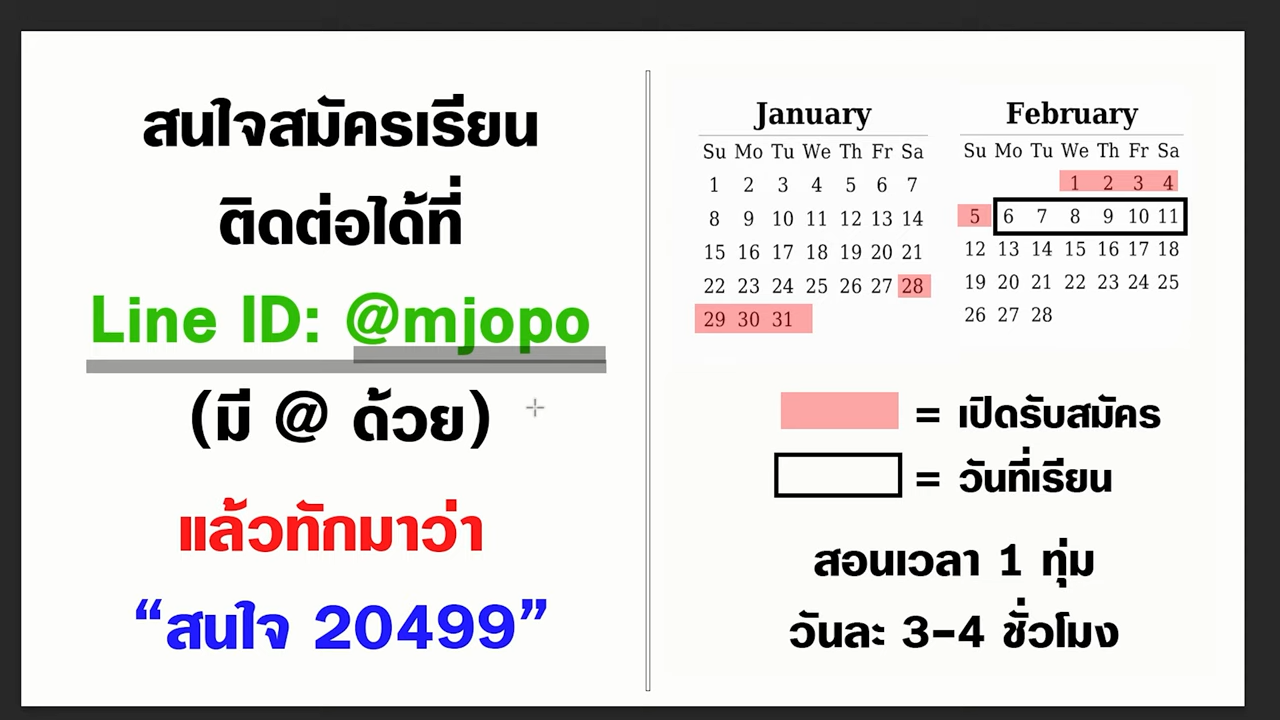 สนใจสมัครเรียน
ติดต่อได้ที่
Line ID: @mjopo
(มี @ ด้วย)
แล้วทักมาว่า
“สนใจ 20499”
January
Su Mo Tu We Th Fr Sa
1 2 3 4 5 6 7
8 9 10 11 12 13 14
15 16 17 18 19 20 21
22 23 24 25 26 27 28
29 30 31
February
Su Mo Tu We Th Fr Sa
1 2 3 4
5 6 7 8 9 10 11
12 13 14 15 16 17 18
19 20 21 22 23 24 25
26 27 28
= เปิดรับสมัคร
= วันที่เรียน
สอนเวลา 1 ทุ่ม
วันละ 3-4 ชั่วโมง